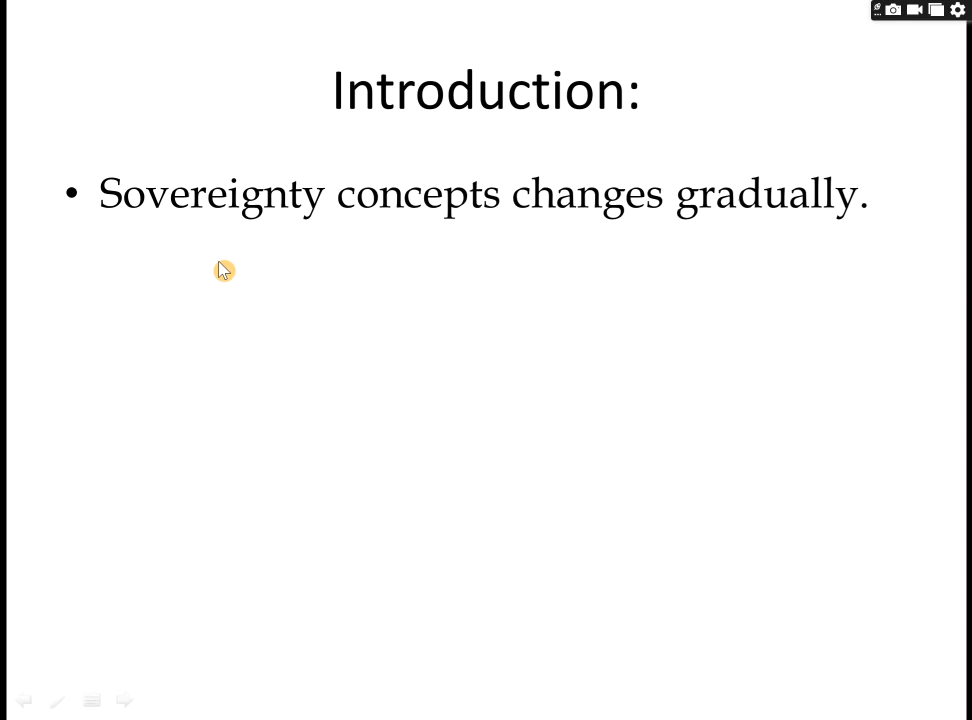 Introduction:
• Sovereignty concepts changes gradually.